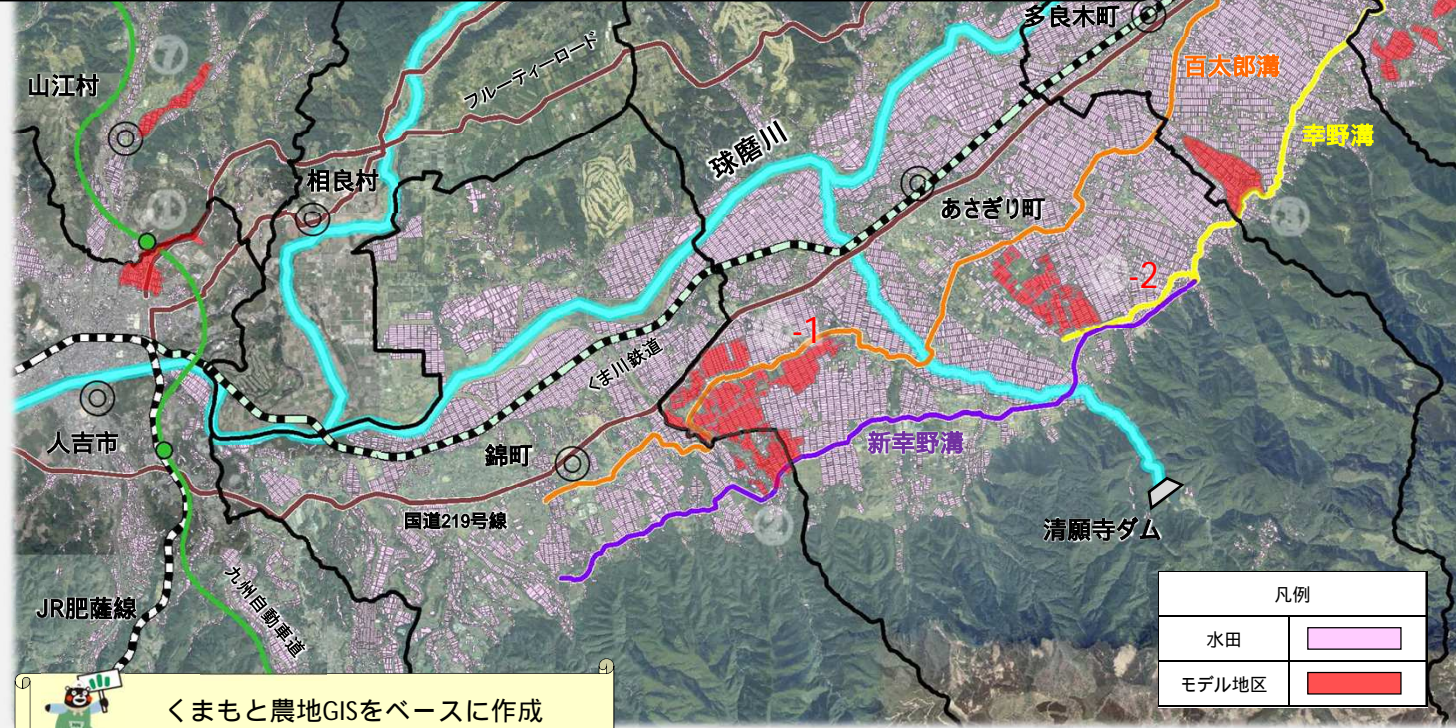 多良木町
百太郎溝
⑦
山江村
フルーティーロード
幸野溝
球磨川
相良村
あさぎり町
-2
-1
くま川鉄道
人吉市
錦町
新幸野溝
国道219号線
清願寺ダム
九州自動車道
JR肥薩線
凡例
水田
モデル地区
くまもと農地GISをベースに作成